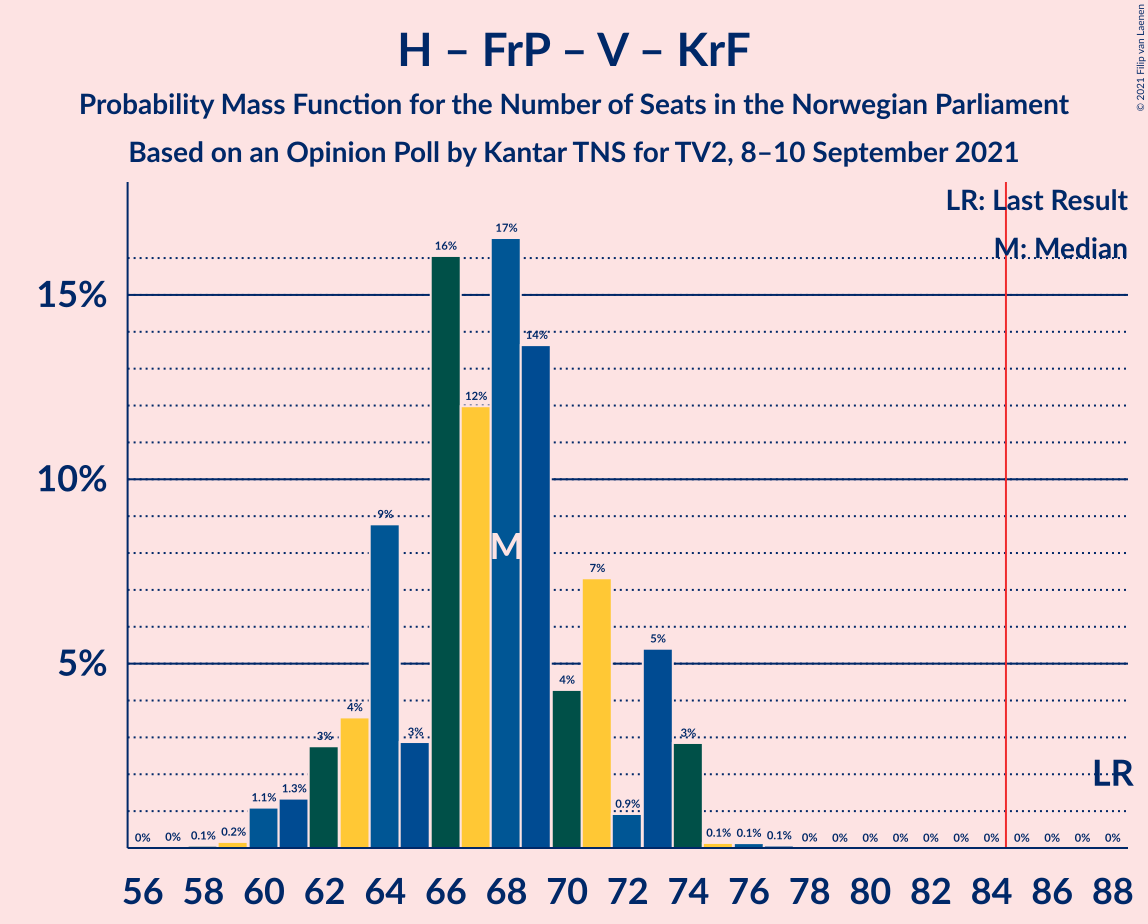 H – FrP – V – KrF
Probability Mass Function for the Number of Seats in the Norwegian Parliament
Based on an Opinion Poll by Kantar TNS for TV2, 8–10 September 2021
© 2021 Filip van Laenen
LR: Last Result
M: Median
15%
10%
5%
0% 0% 0.1% 0.2% 1.1% 1.3% 3% 4% 9% 3% 16% 12% 17% 14% 4% 7% 0.9% 5% 3% 0.1% 0.1% 0.1% 0% 0% 0% 0% 0% 0% 0% 0% 0% 0% 0%
M
LR
56 58 60 62 64 66 68 70 72 74 76 78 80 82 84 86 88